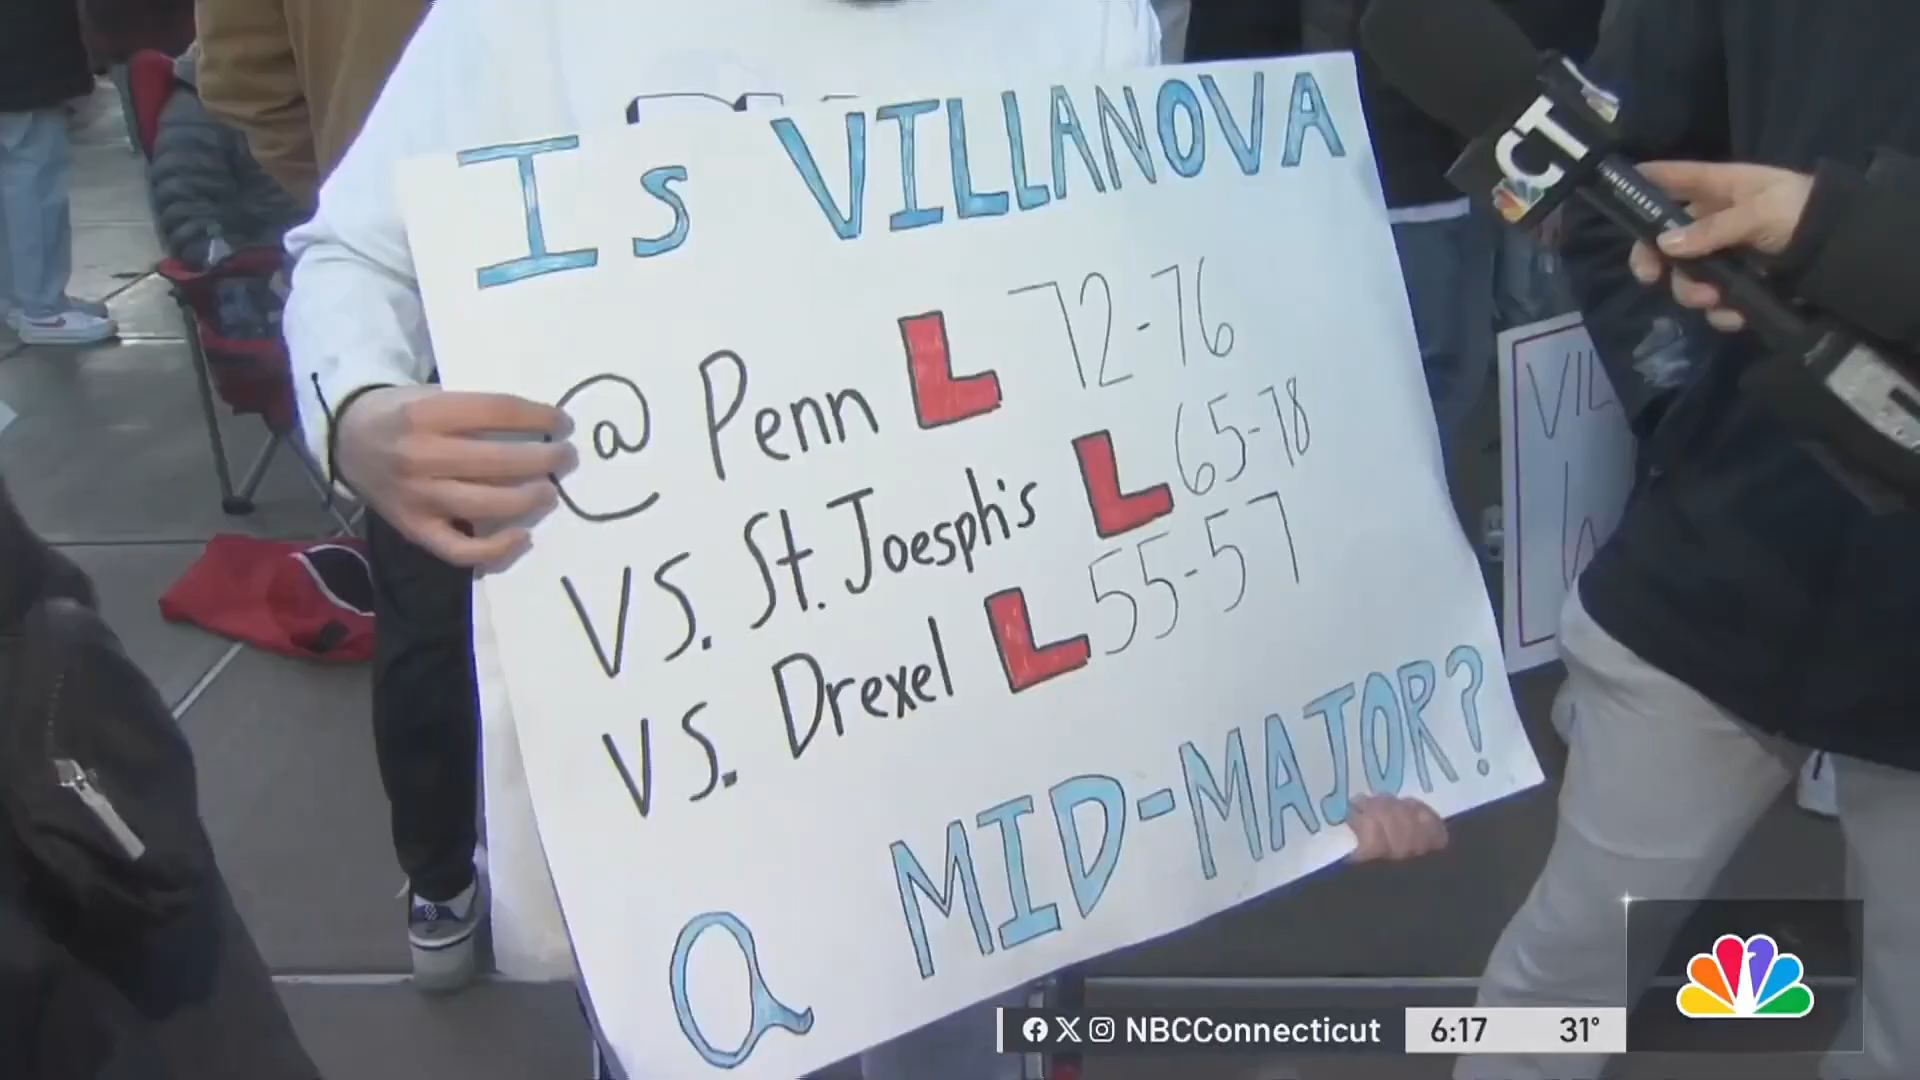 Is VILLANOVA
@ Penn L 72-76
VS. St. Joesph's L 65-78
VS. Drexel L 55-57
a MID-MAJOR?
CT
VIL
NBCConnecticut
6:17 31°